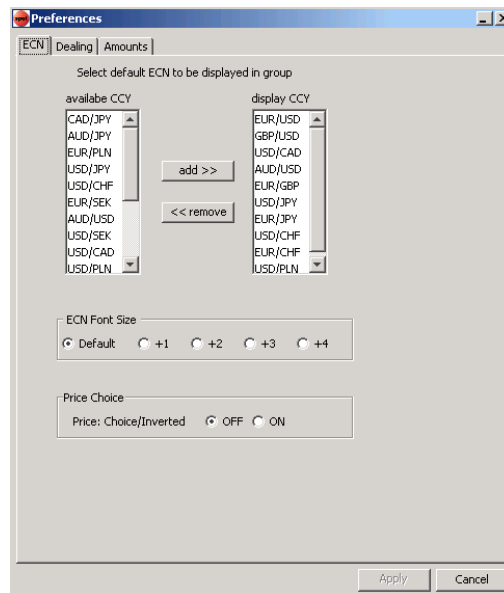 Preferences
ECN Dealing Amounts
Select default ECN to be displayed in group
availabe CCY display CCY
CAD/JPY EUR/USD
AUD/JPY GBP/USD
EUR/PLN USD/CAD
USD/JPY AUD/USD
USD/CHF EUR/GBP
EUR/SEK USD/JPY
AUD/USD EUR/JPY
USD/SEK USD/CHF
USD/CAD EUR/CHF
USD/PLN USD/PLN
add >>
<< remove
ECN Font Size
Default +1 +2 +3 +4
Price Choice
Price: Choice/Inverted OFF ON
Apply Cancel